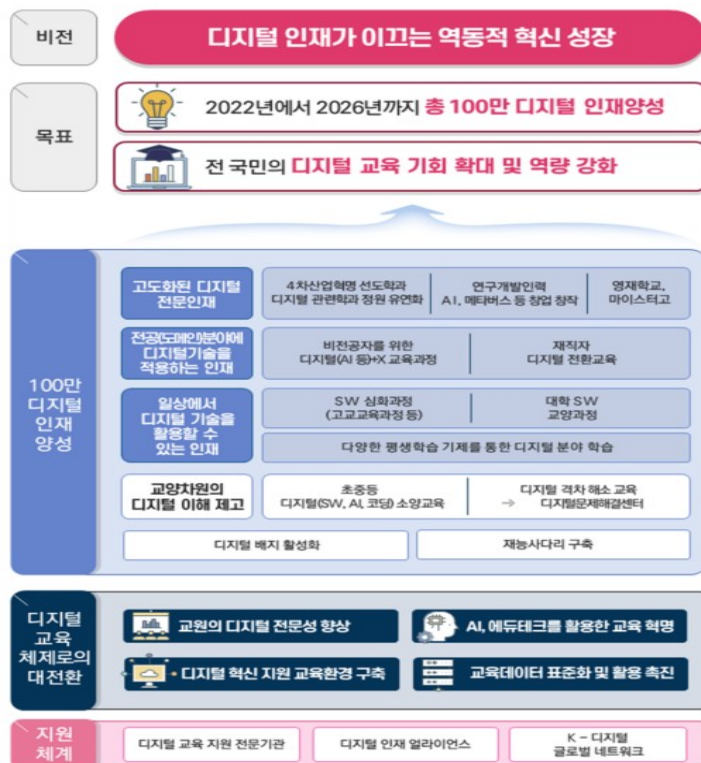 비전
디지털 인재가 이끄는 역동적 혁신 성장
목표
2022년에서 2026년까지 총 100만 디지털 인재양성
전 국민의 디지털 교육 기회 확대 및 역량 강화
100만
디지털
인재
양성
고도화된 디지털
전문인재
4차산업혁명 선도학과
디지털 관련학과 정원 유연화
연구개발인력
A I, 메타버스 등 창업 창작
영재학교,
마이스터고
전공(도메인)분야에
디지털기술을
적용하는 인재
비전공자를 위한
디지털(AI 등)+X 교육과정
재직자
디지털 전환교육
일상에서
디지털 기술을
활용할 수
있는 인재
SW 심화과정
(고교교육과정 등)
대학 SW
교양과정
다양한 평생학습 기제를 통한 디지털 분야 학습
교양차원의
디지털 이해 제고
초중등
디지털(SW, AI, 코딩) 소양교육
디지털 격차 해소 교육
→ 디지털문제해결센터
디지털 배지 활성화
재능사다리 구축
디지털
교육
체제로의
대전환
교원의 디지털 전문성 향상
AI, 에듀테크를 활용한 교육 혁명
디지털 혁신 지원 교육환경 구축
교육데이터 표준화 및 활용 촉진
지원
체계
디지털 교육 지원 전문기관
디지털 인재 얼라이언스
K – 디지털
글로벌 네트워크